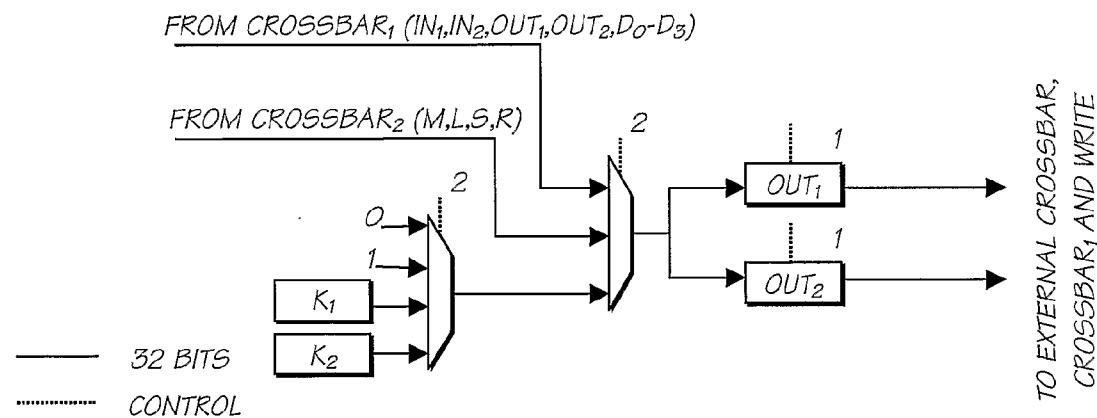 FROM CROSSBAR₁ (IN₁,IN₂,OUT₁,OUT₂,D₀-D₃)
FROM CROSSBAR₂ (M,L,S,R)
2
2
1
OUT₁
0
1
1
OUT₂
K₁
K₂
32 BITS
CONTROL
TO EXTERNAL CROSSBAR,
CROSSBAR₁ AND WRITE